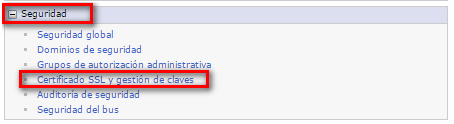 Seguridad
Seguridad global
Dominios de seguridad
Grupos de autorización administrativa
Certificado SSL y gestión de claves
Auditoría de seguridad
Seguridad del bus